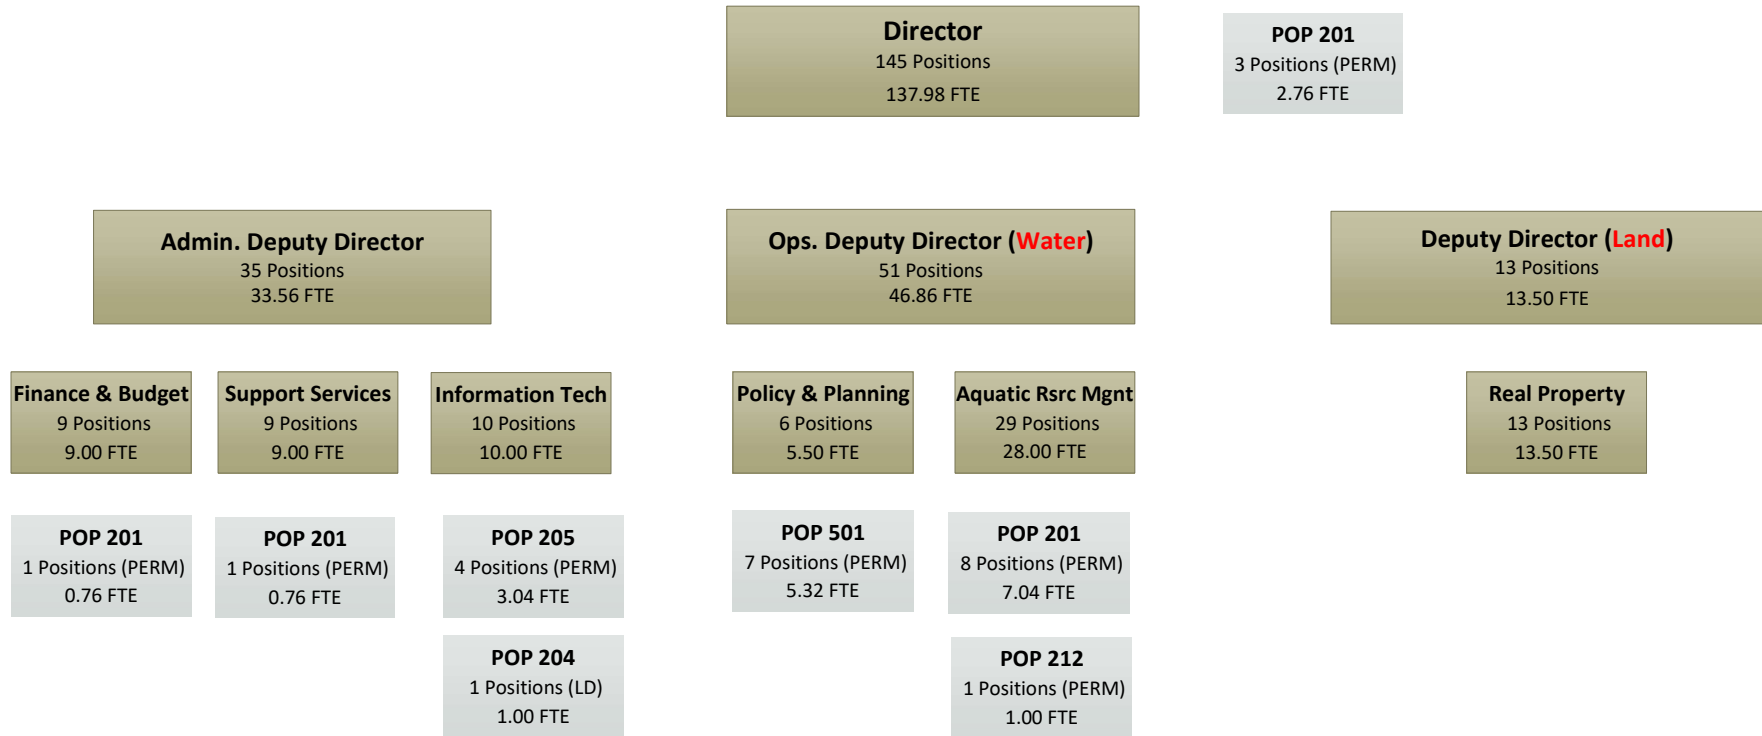 Director
145 Positions
137.98 FTE
POP 201
3 Positions (PERM)
2.76 FTE
Admin. Deputy Director
35 Positions
33.56 FTE
Ops. Deputy Director (Water)
51 Positions
46.86 FTE
Deputy Director (Land)
13 Positions
13.50 FTE
Finance & Budget
9 Positions
9.00 FTE
Support Services
9 Positions
9.00 FTE
Information Tech
10 Positions
10.00 FTE
Policy & Planning
6 Positions
5.50 FTE
Aquatic Rsrc Mgnt
29 Positions
28.00 FTE
Real Property
13 Positions
13.50 FTE
POP 201
1 Positions (PERM)
0.76 FTE
POP 201
1 Positions (PERM)
0.76 FTE
POP 205
4 Positions (PERM)
3.04 FTE
POP 501
7 Positions (PERM)
5.32 FTE
POP 201
8 Positions (PERM)
7.04 FTE
POP 204
1 Positions (LD)
1.00 FTE
POP 212
1 Positions (PERM)
1.00 FTE